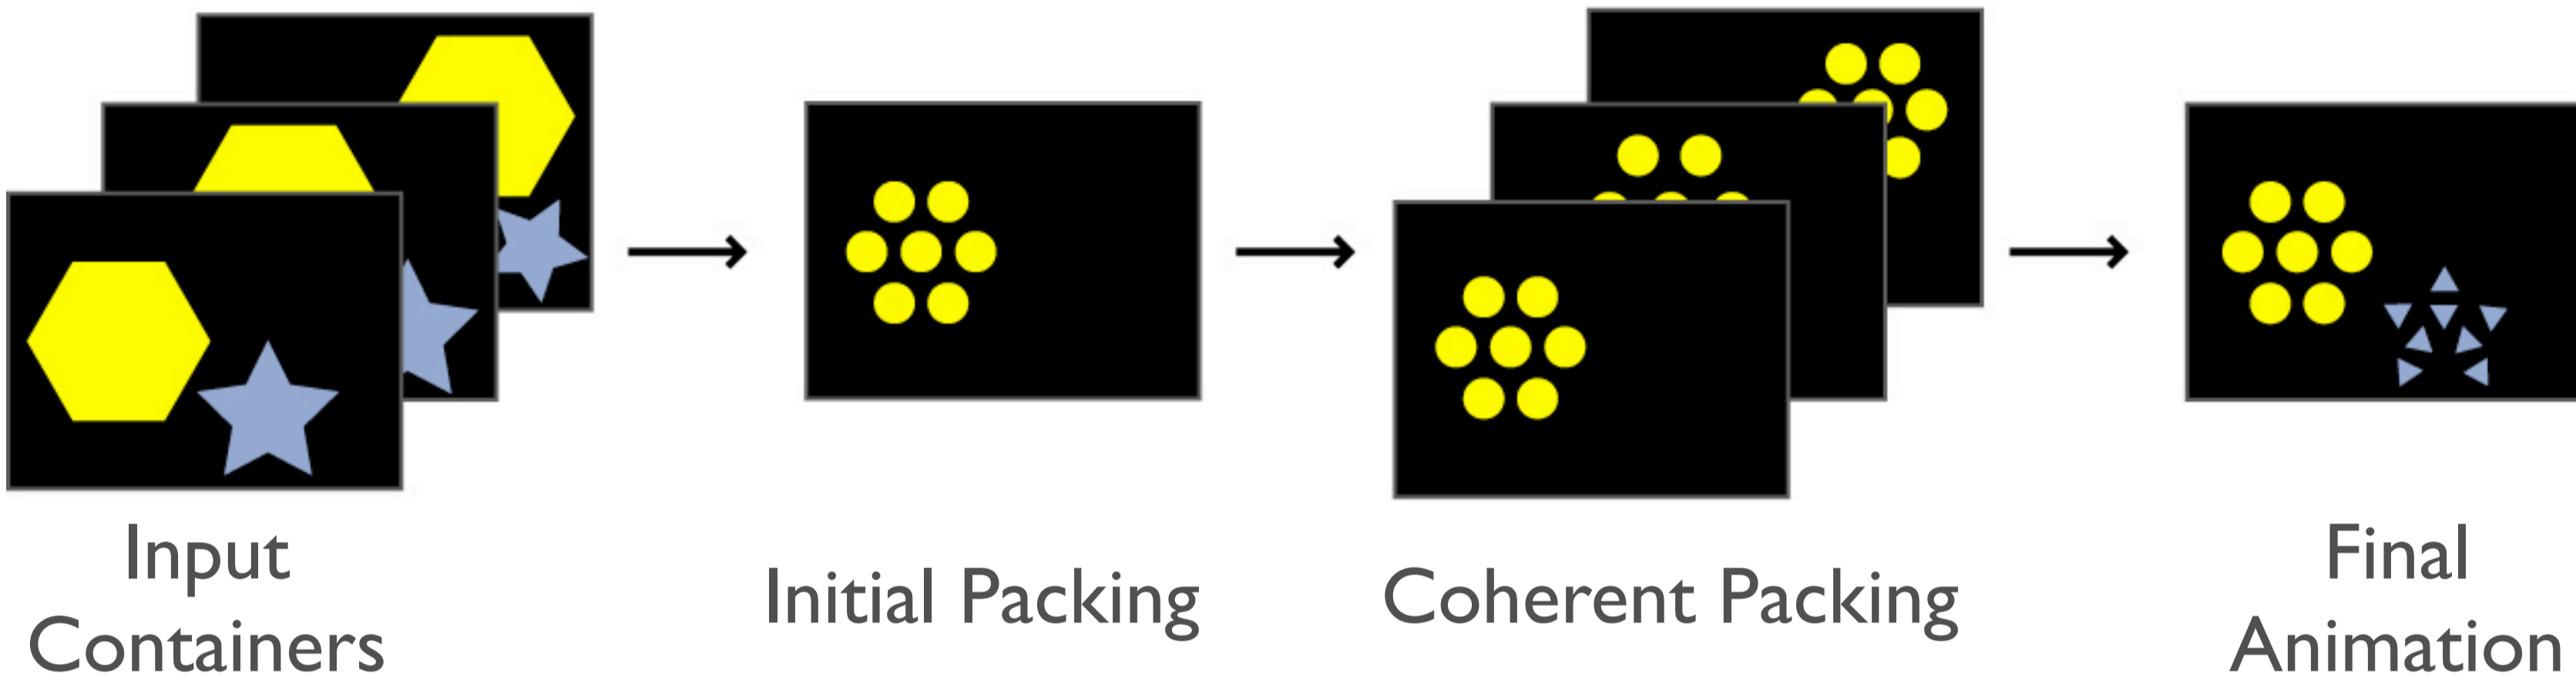 Input
Containers
Initial Packing
Coherent Packing
Final
Animation